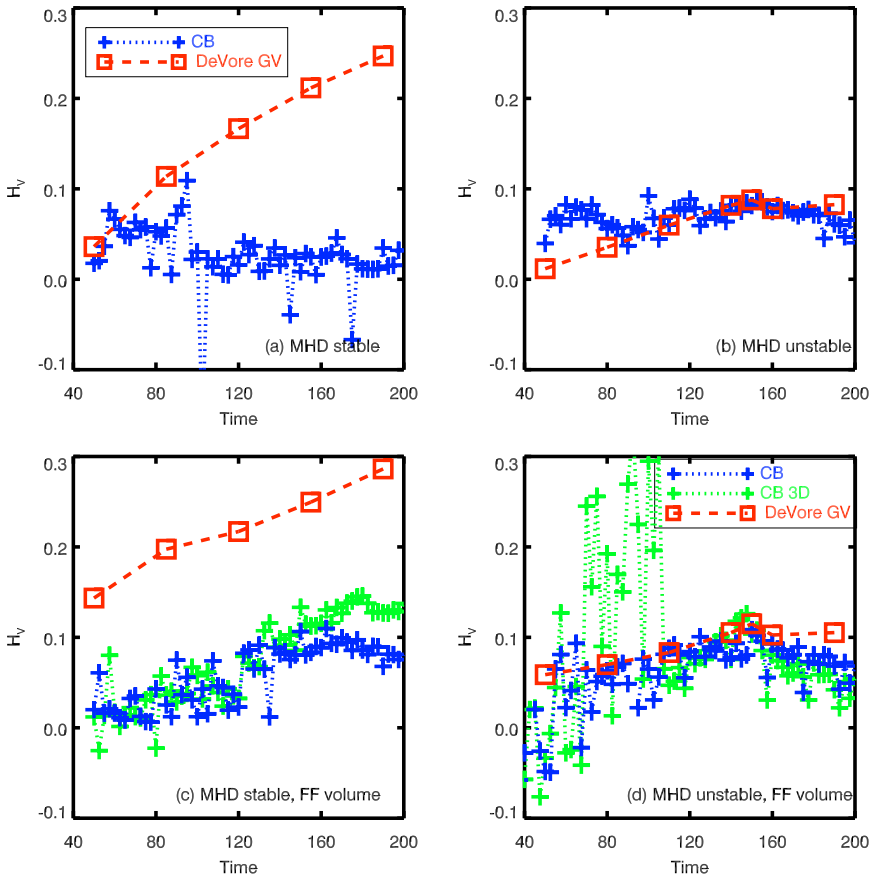 0.3
CB
DeVore GV
0.2
H_V
0.1
0.0
(a) MHD stable
-0.1
40 80 120 160 200
Time
0.3
0.2
H_V
0.1
0.0
(b) MHD unstable
-0.1
40 80 120 160 200
Time
0.3
0.2
H_V
0.1
0.0
(c) MHD stable, FF volume
-0.1
40 80 120 160 200
Time
0.3
CB
CB 3D
DeVore GV
0.2
H_V
0.1
0.0
(d) MHD unstable, FF volume
-0.1
40 80 120 160 200
Time